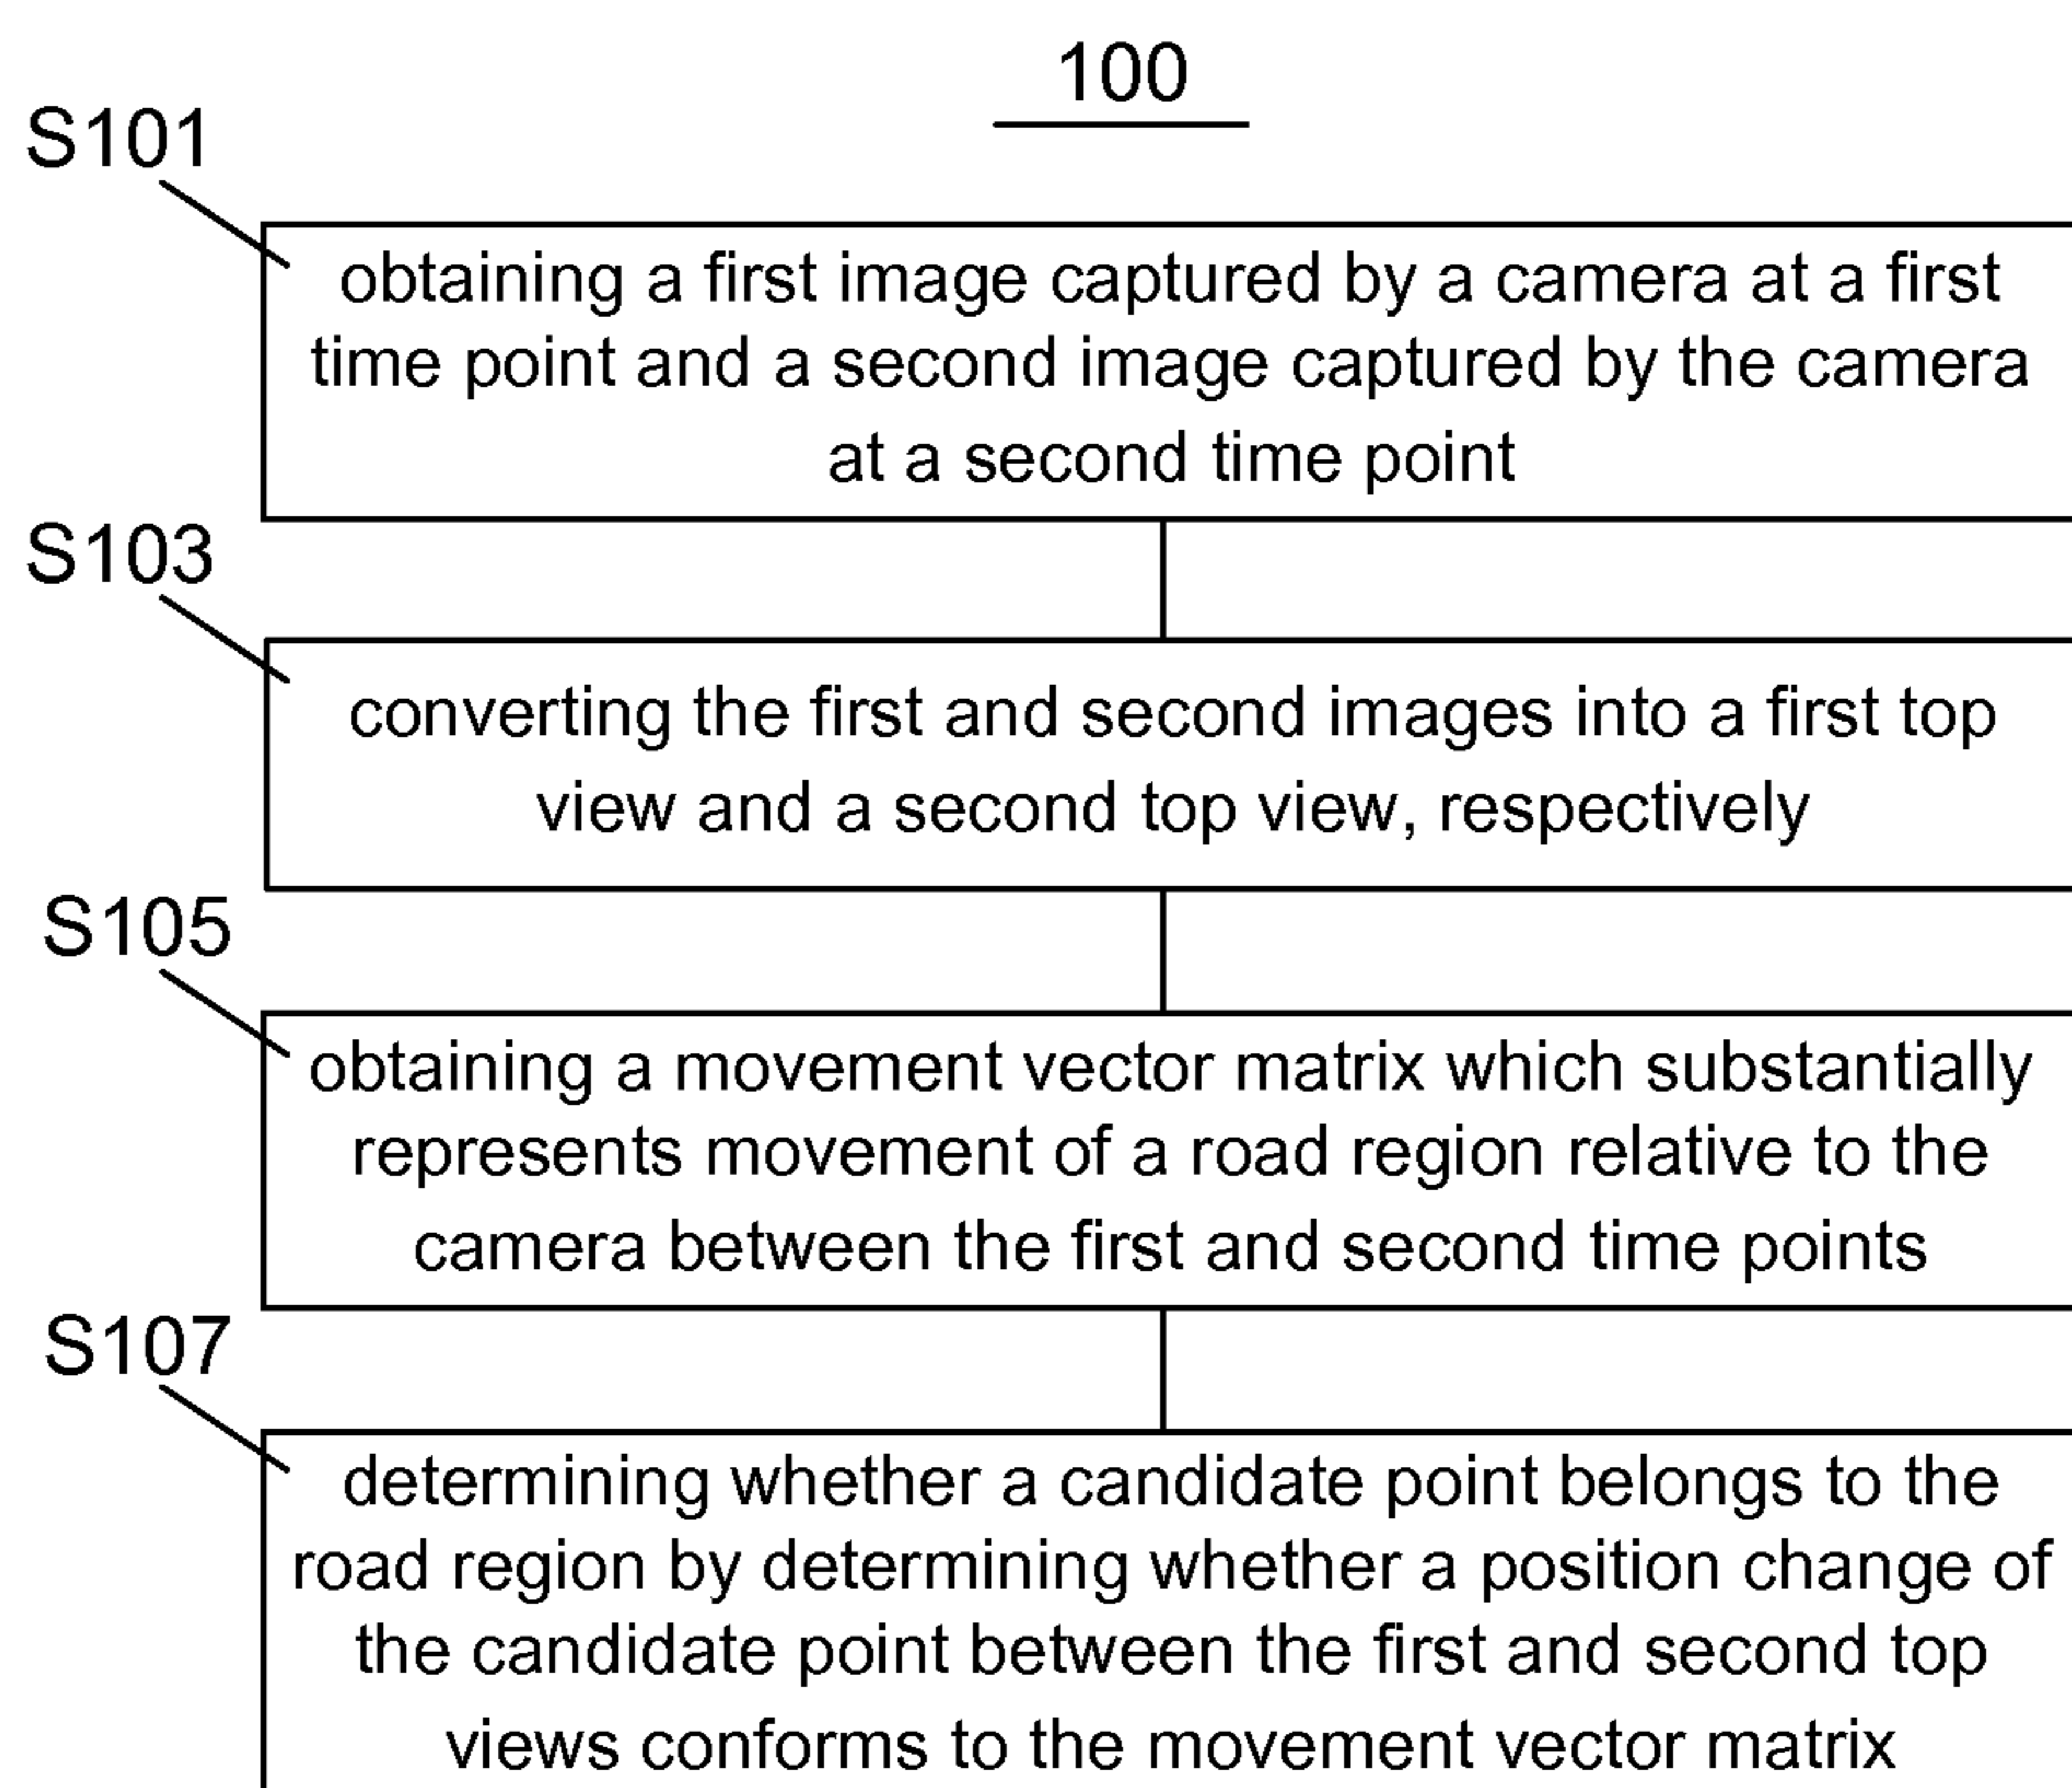 100
S101
obtaining a first image captured by a camera at a first
time point and a second image captured by the camera
at a second time point
S103
converting the first and second images into a first top
view and a second top view, respectively
S105
obtaining a movement vector matrix which substantially
represents movement of a road region relative to the
camera between the first and second time points
S107
determining whether a candidate point belongs to the
road region by determining whether a position change of
the candidate point between the first and second top
views conforms to the movement vector matrix